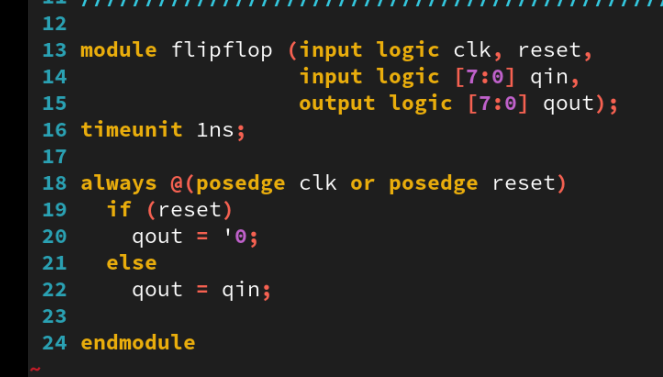 11 ////////////////////////////////////////////
12
13 module flipflop (input logic clk, reset,
14                  input logic [7:0] qin,
15                  output logic [7:0] qout);
16 timeunit 1ns;
17
18 always @(posedge clk or posedge reset)
19   if (reset)
20     qout = '0;
21   else
22     qout = qin;
23
24 endmodule
~